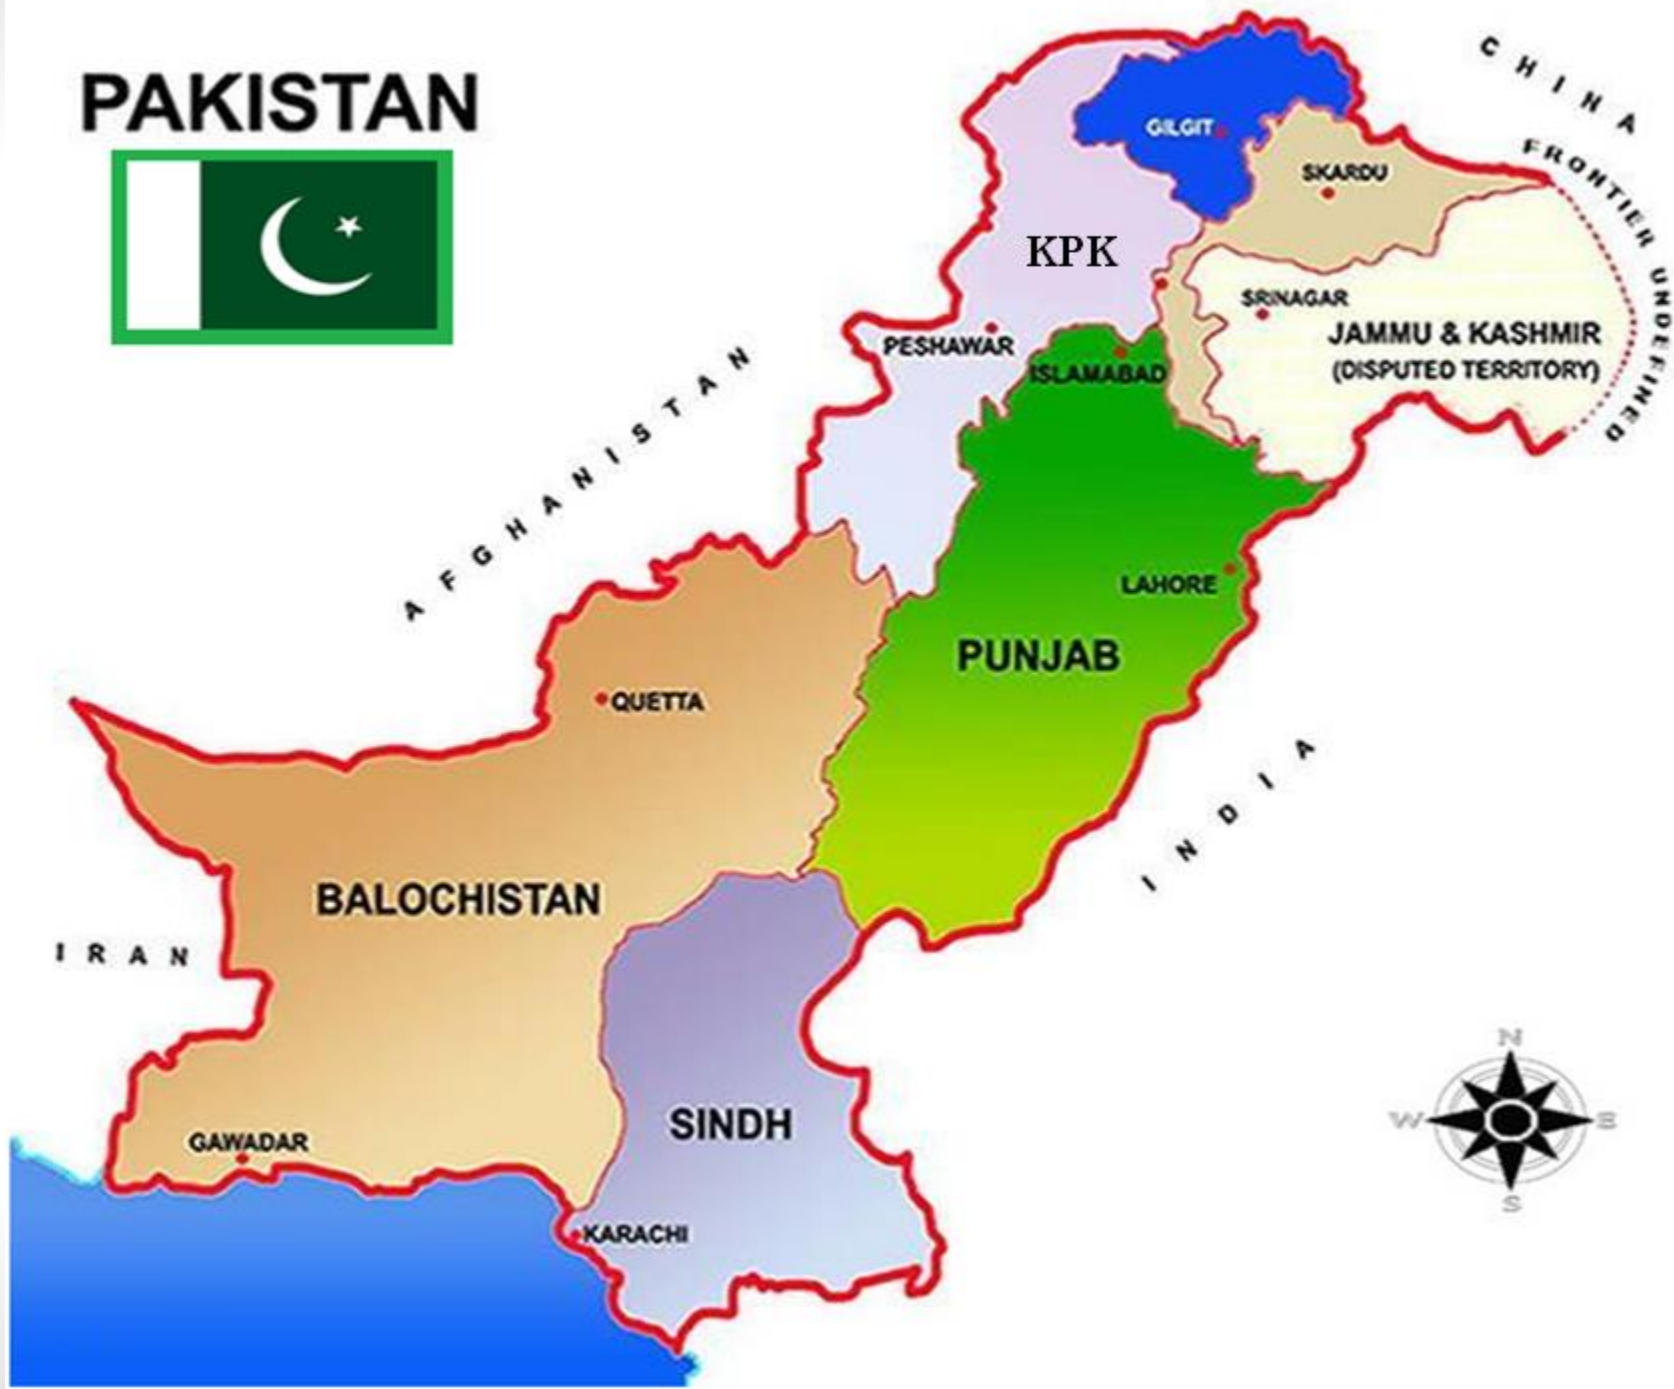 PAKISTAN
CHINA
FRONTIER UNDEFINED
GILGIT
SKARDU
KPK
SRINAGAR
JAMMU & KASHMIR
(DISPUTED TERRITORY)
PESHAWAR
ISLAMABAD
AFGHANISTAN
LAHORE
PUNJAB
QUETTA
INDIA
BALOCHISTAN
IRAN
SINDH
GAWADAR
KARACHI
N
W
E
S